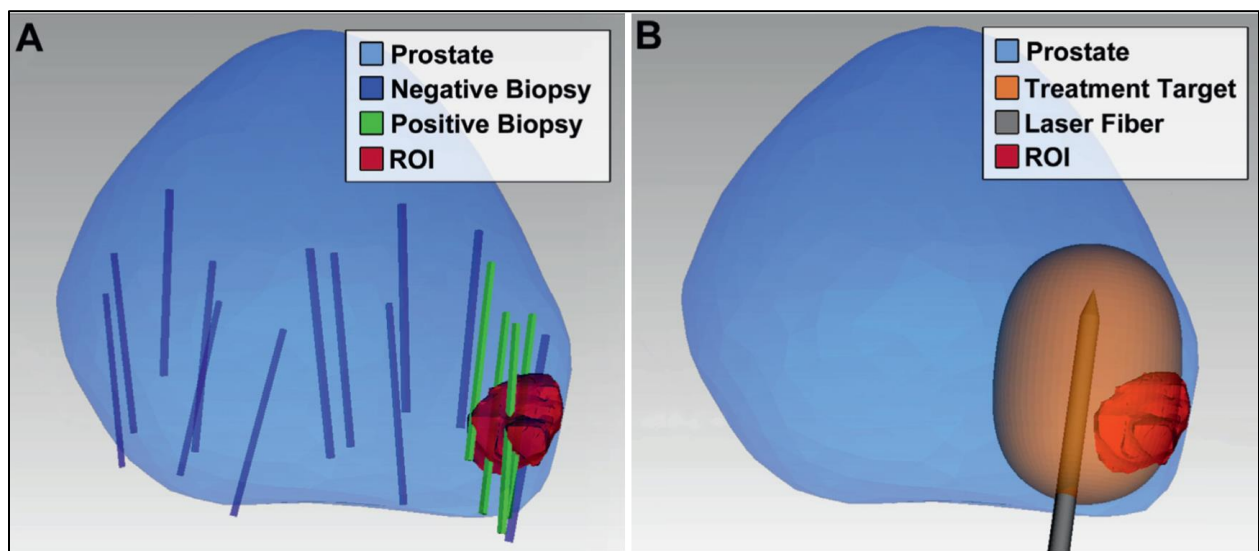 A
Prostate
Negative Biopsy
Positive Biopsy
ROI
B
Prostate
Treatment Target
Laser Fiber
ROI